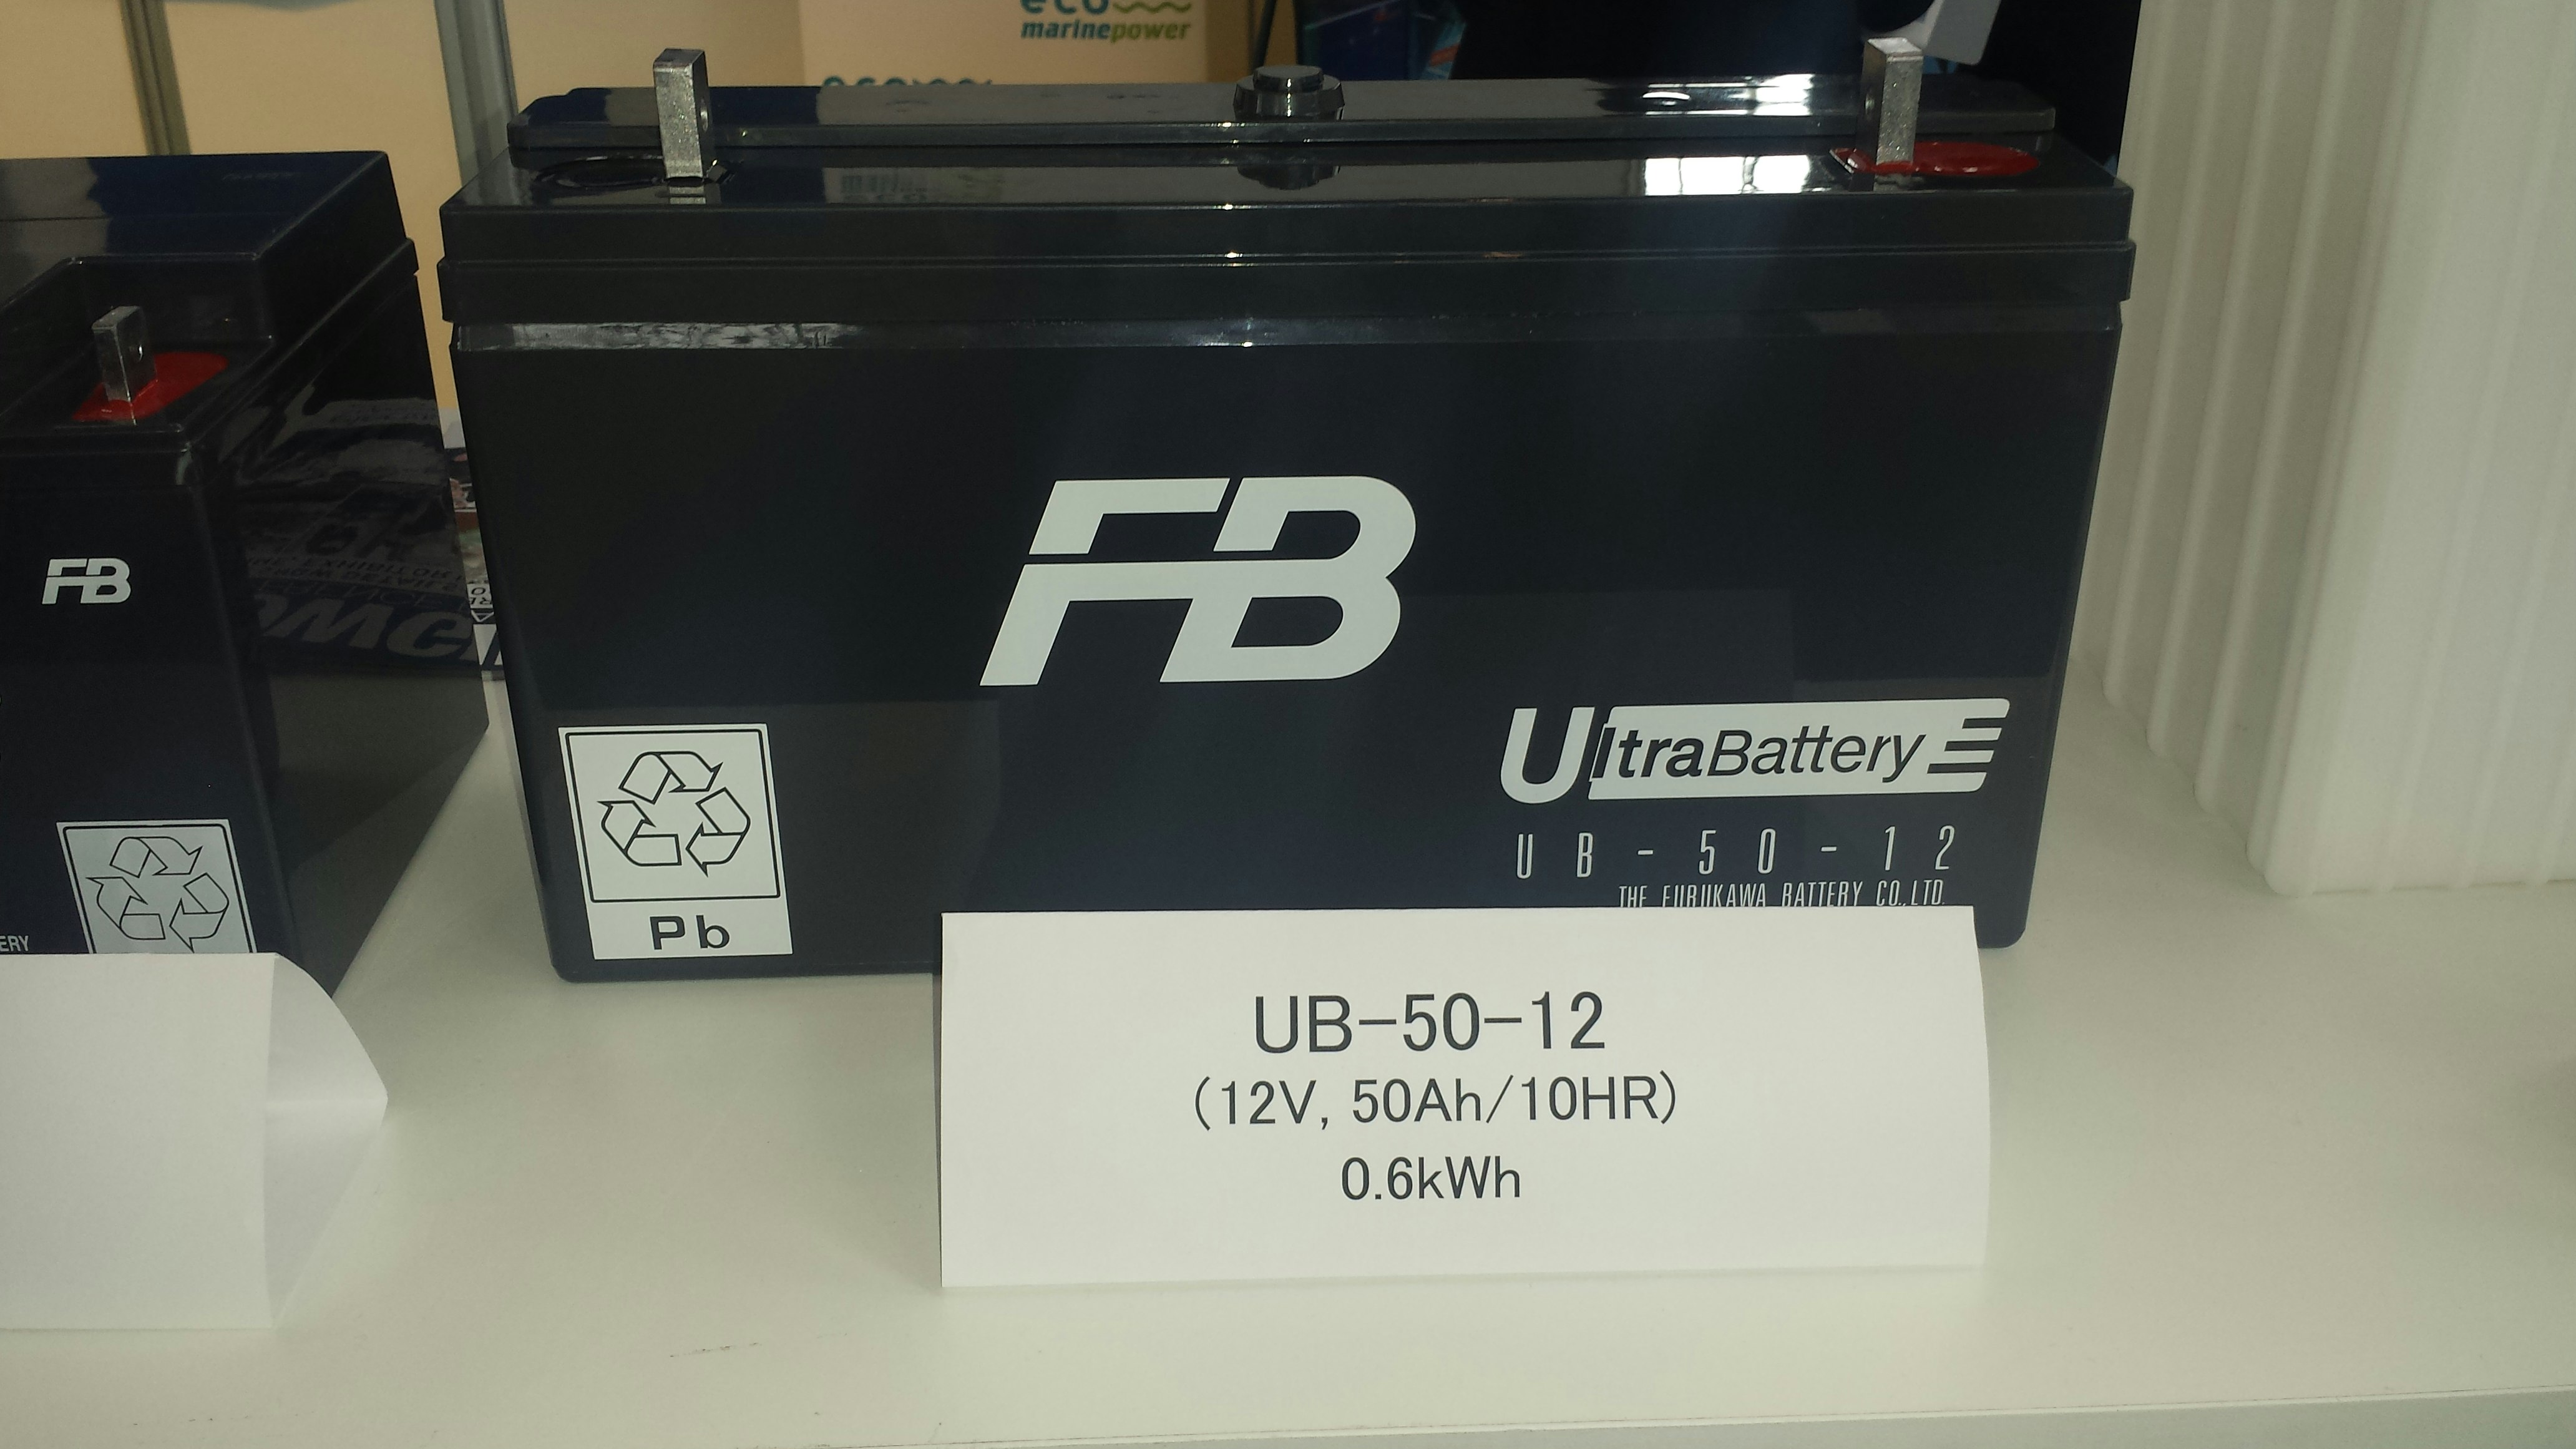 eco
marinepower
FB
FB
UltraBattery
UB-50-12
THE FURUKAWA BATTERY CO.,LTD.
Pb
ERY
UB-50-12
(12V, 50Ah/10HR)
0.6kWh